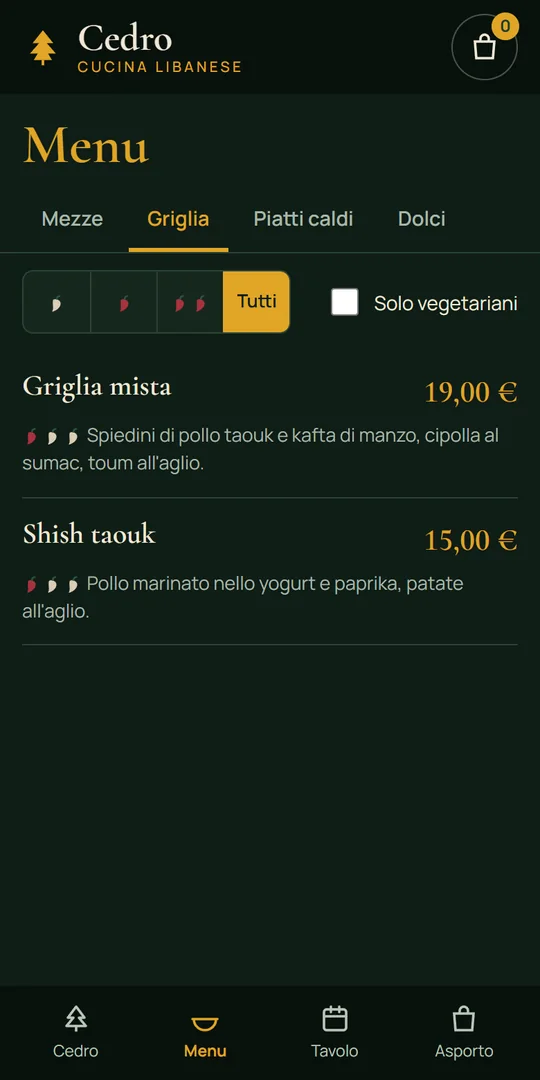 Cedro
CUCINA LIBANESE
0
Menu
Mezze Griglia Piatti caldi Dolci
Tutti Solo vegetariani
Griglia mista 19,00 €
Spiedini di pollo taouk e kafta di manzo, cipolla al
sumac, toum all'aglio.
Shish taouk 15,00 €
Pollo marinato nello yogurt e paprika, patate
all'aglio.
Cedro Menu Tavolo Asporto